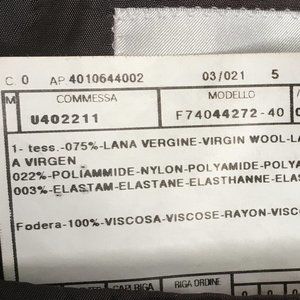 C. 0 AP 4010644002 03/021 5
M COMMESSA MODELLO
U402211 F74044272-40
1- tess.-075%-LANA VERGINE-VIRGIN WOOL-LA
A VIRGEN
022%-POLIAMMIDE-NYLON-POLYAMIDE-POLY
003%-ELASTAM-ELASTANE-ELASTHANNE-ELAS
Fodera-100%-VISCOSA-VISCOSE-RAYON-VISCO
RIGA ORDINE